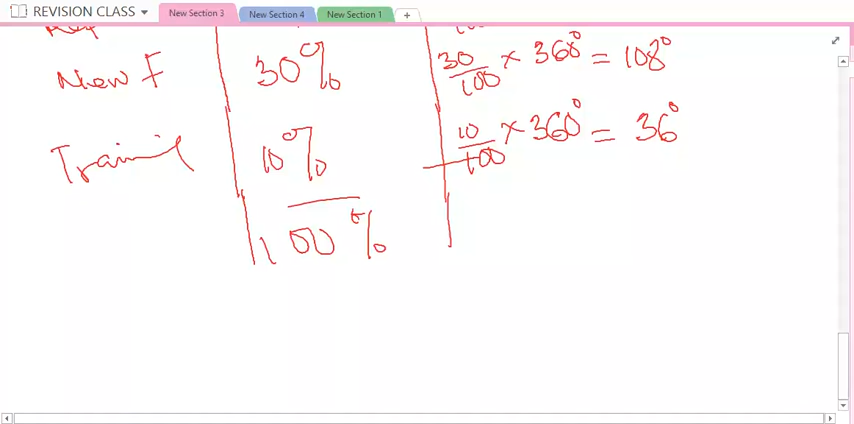 REVISION CLASS
New Section 3
New Section 4
New Section 1
New F 30% 30/100 × 360° = 108°
Training 10% 10/100 × 360° = 36°
100%